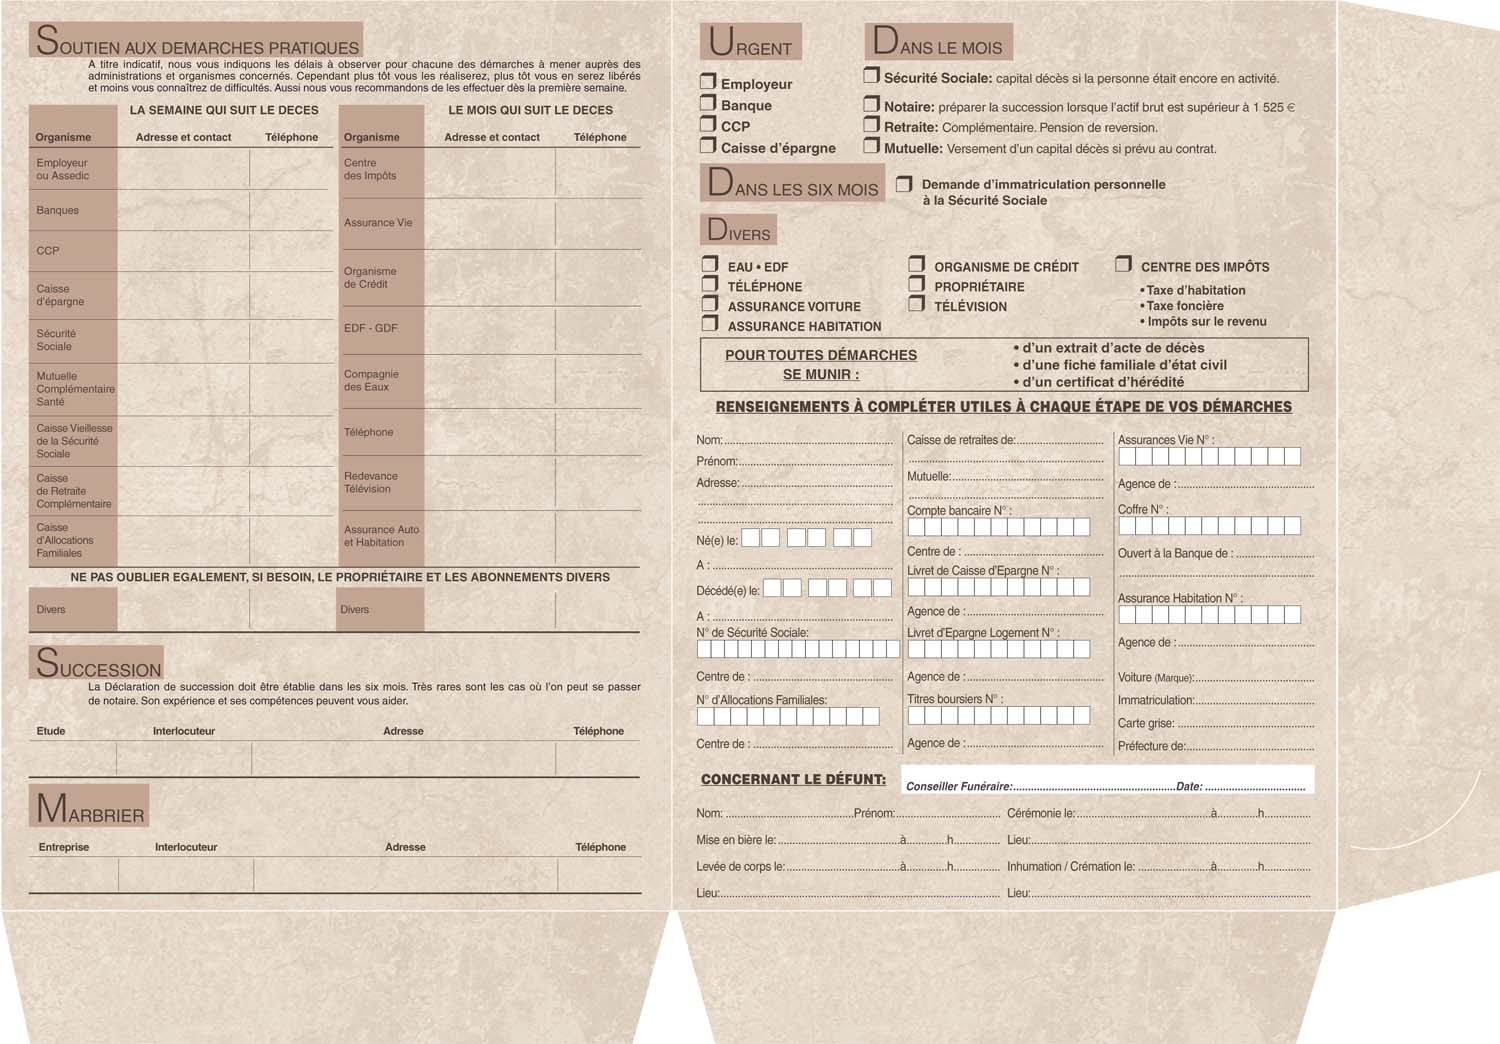 SOUTIEN AUX DEMARCHES PRATIQUES
A titre indicatif, nous vous indiquons les délais à observer pour chacune des démarches à mener auprès des
administrations et organismes concernés. Cependant plus tôt vous les réaliserez, plus tôt vous en serez libérés
et moins vous connaîtrez de difficultés. Aussi nous vous recommandons de les effectuer dès la première semaine.
LA SEMAINE QUI SUIT LE DECES
Organisme Adresse et contact Téléphone
Employeur
ou Assedic
Banques
CCP
Caisse
d'épargne
Sécurité
Sociale
Mutuelle
Complémentaire
Santé
Caisse Vieillesse
de la Sécurité
Sociale
Caisse
de Retraite
Complémentaire
Caisse
d'Allocations
Familiales
LE MOIS QUI SUIT LE DECES
Organisme Adresse et contact Téléphone
Centre
des Impôts
Assurance Vie
Organisme
de Crédit
EDF - GDF
Compagnie
des Eaux
Téléphone
Redevance
Télévision
Assurance Auto
et Habitation
NE PAS OUBLIER EGALEMENT, SI BESOIN, LE PROPRIÉTAIRE ET LES ABONNEMENTS DIVERS
Divers Divers
SUCCESSION
La Déclaration de succession doit être établie dans les six mois. Très rares sont les cas où l'on peut se passer
de notaire. Son expérience et ses compétences peuvent vous aider.
Etude Interlocuteur Adresse Téléphone
MARBRIER
Entreprise Interlocuteur Adresse Téléphone
URGENT
Employeur
Banque
CCP
Caisse d'épargne
DANS LE MOIS
Sécurité Sociale: capital décès si la personne était encore en activité.
Notaire: préparer la succession lorsque l'actif brut est supérieur à 1 525 €
Retraite: Complémentaire. Pension de reversion.
Mutuelle: Versement d'un capital décès si prévu au contrat.
DANS LES SIX MOIS
Demande d'immatriculation personnelle
à la Sécurité Sociale
DIVERS
EAU • EDF
TÉLÉPHONE
ASSURANCE VOITURE
ASSURANCE HABITATION
ORGANISME DE CRÉDIT
PROPRIÉTAIRE
TÉLÉVISION
CENTRE DES IMPÔTS
• Taxe d'habitation
• Taxe foncière
• Impôts sur le revenu
POUR TOUTES DÉMARCHES
SE MUNIR :
• d'un extrait d'acte de décès
• d'une fiche familiale d'état civil
• d'un certificat d'hérédité
RENSEIGNEMENTS À COMPLÉTER UTILES À CHAQUE ÉTAPE DE VOS DÉMARCHES
Nom:
Prénom:
Adresse:
Né(e) le:
A :
Décédé(e) le:
A :
N° de Sécurité Sociale:
Centre de :
N° d'Allocations Familiales:
Centre de :
Caisse de retraites de:
Mutuelle:
Compte bancaire N° :
Centre de :
Livret de Caisse d'Epargne N° :
Agence de :
Livret d'Epargne Logement N° :
Agence de :
Titres boursiers N° :
Agence de :
Assurances Vie N° :
Agence de :
Coffre N° :
Ouvert à la Banque de :
Assurance Habitation N° :
Agence de :
Voiture (Marque):
Immatriculation:
Carte grise:
Préfecture de:
CONCERNANT LE DÉFUNT:
Conseiller Funéraire: Date:
Nom: Prénom: Cérémonie le: à h
Mise en bière le: à h Lieu:
Levée de corps le: à h Inhumation / Crémation le: à h
Lieu: Lieu: